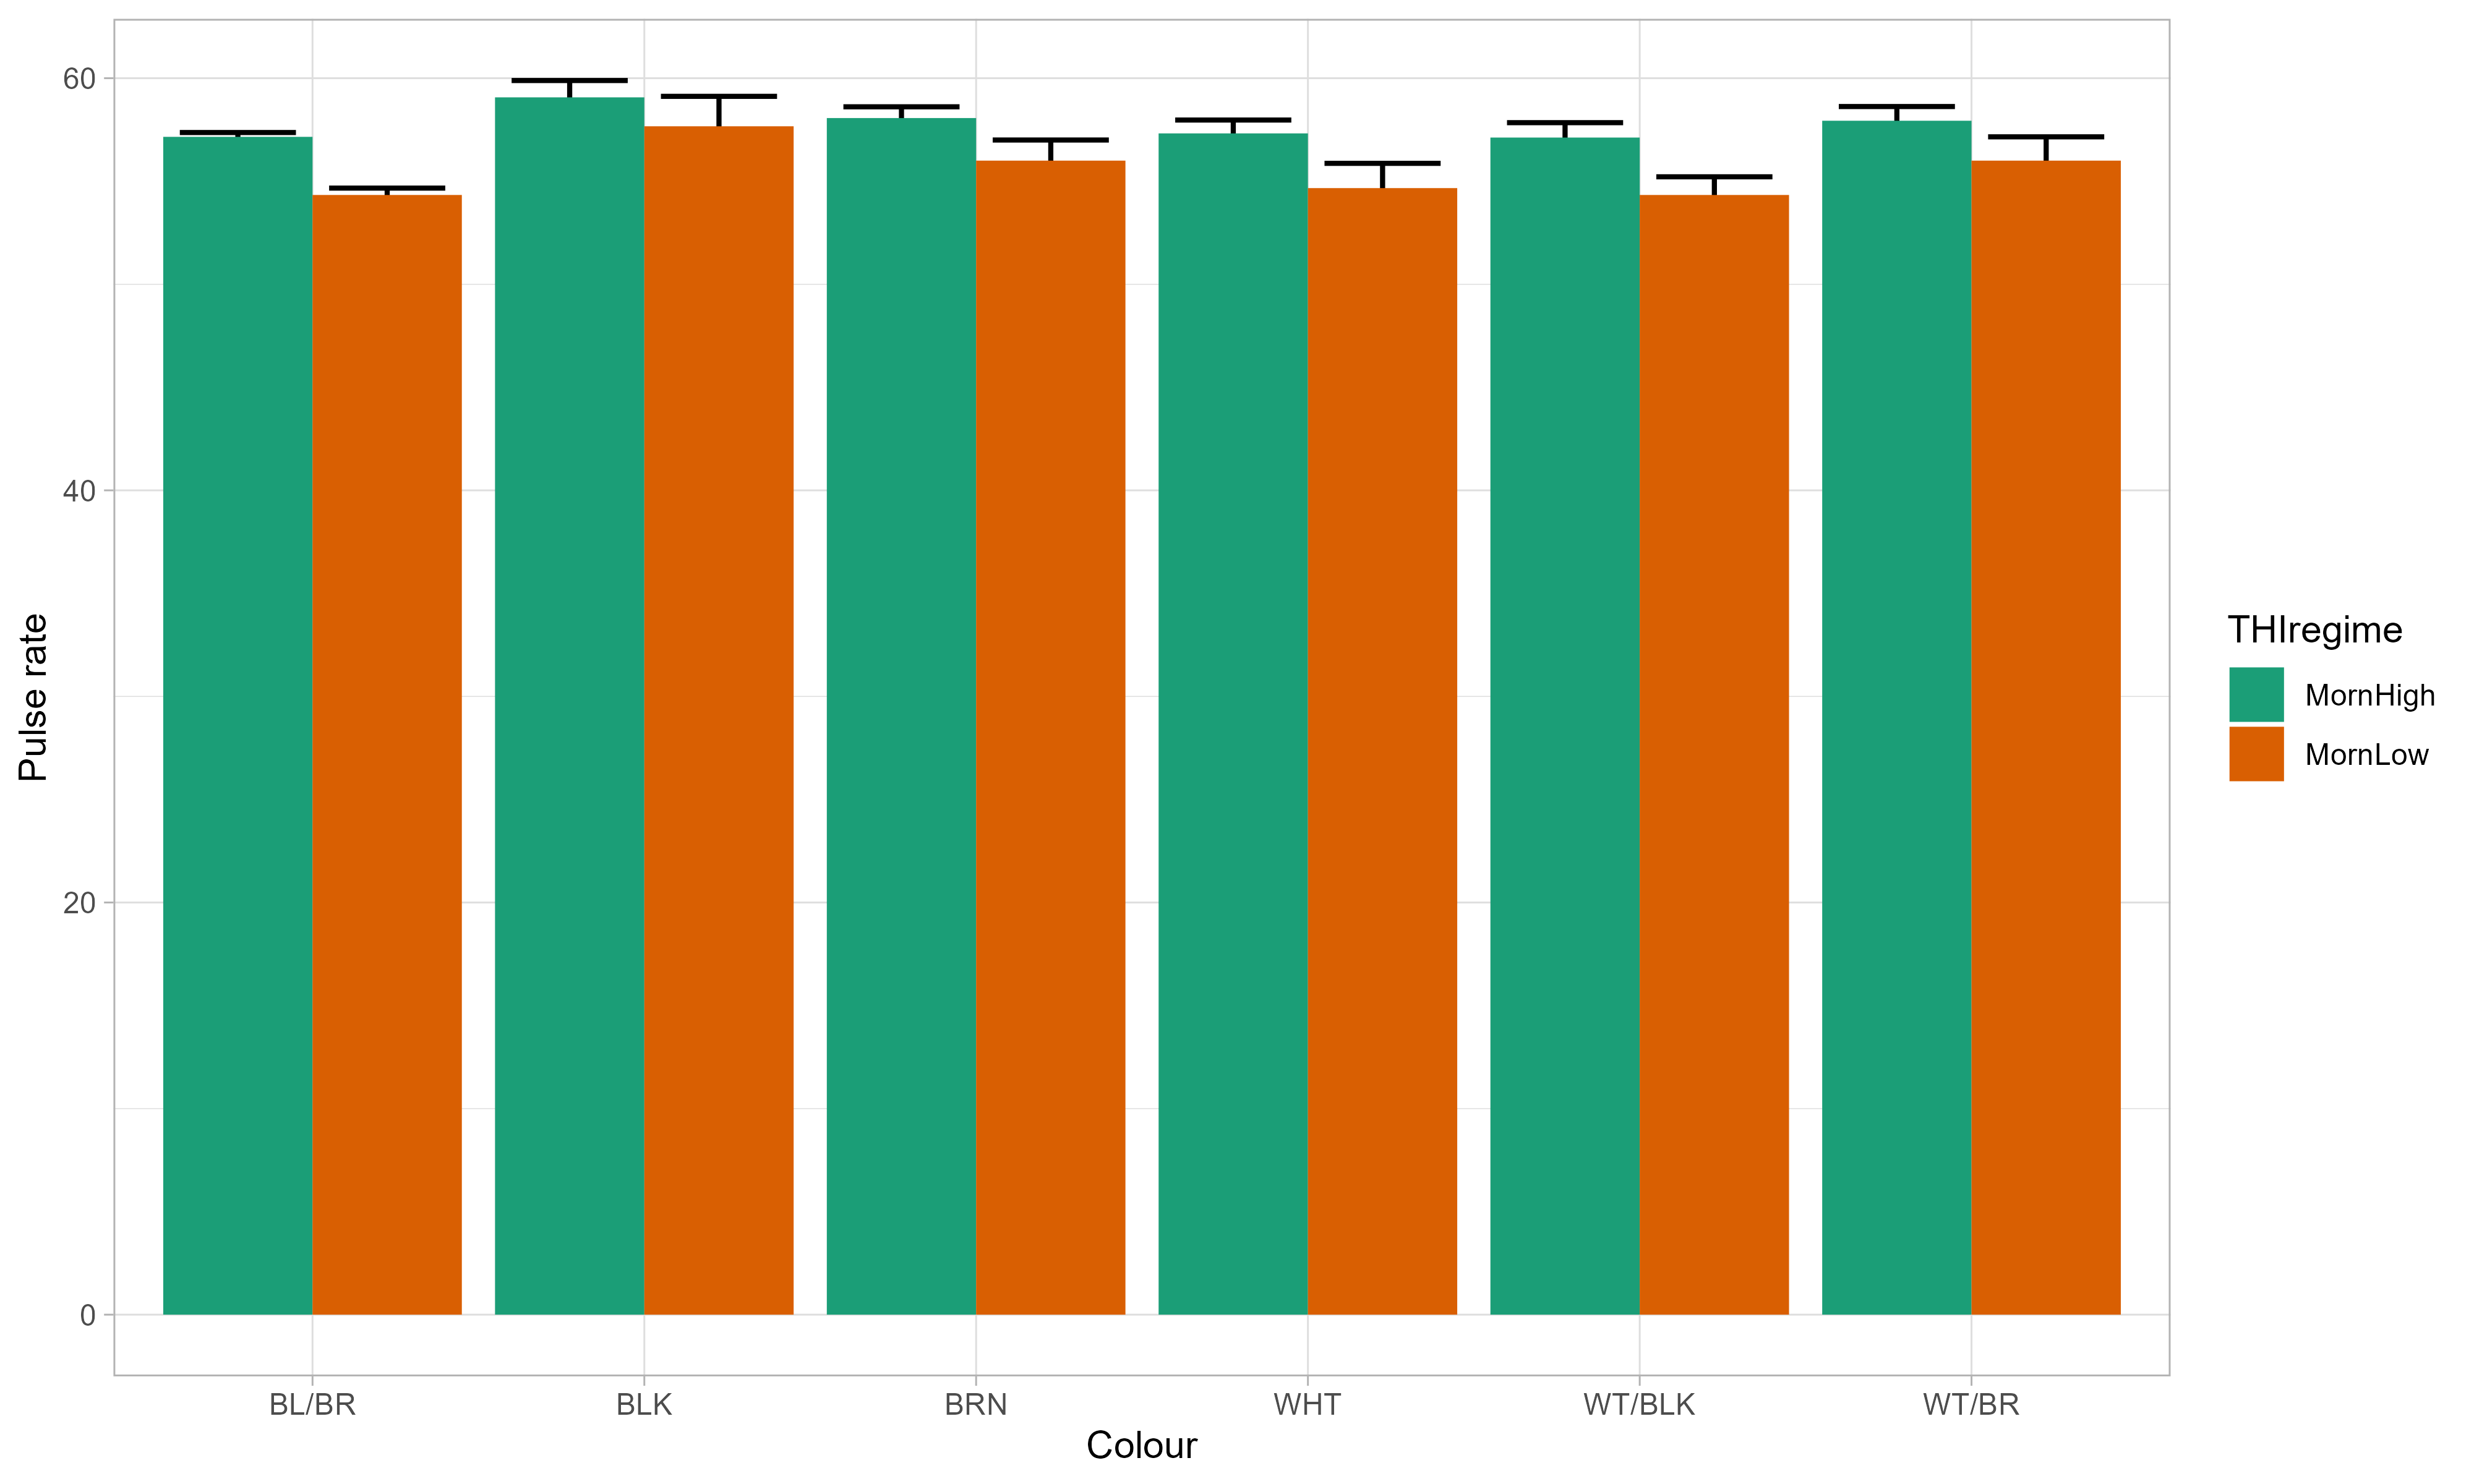 60
40
20
0
Pulse rate
BL/BR
BLK
BRN
WHT
WT/BLK
WT/BR
Colour
THIregime
MornHigh
MornLow